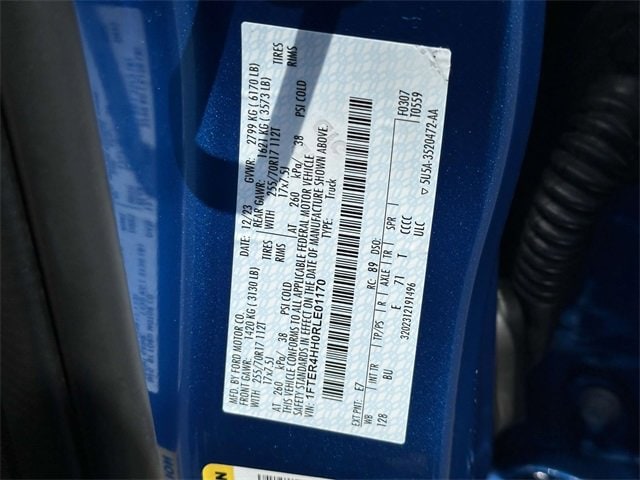 MFD. BY FORD MOTOR CO.
DATE: 12/23
GVWR: 2799 KG ( 6170 LB)
FRONT GAWR: 1420 KG (3130 LB)
REAR GAWR: 1621 KG ( 3573 LB)
WITH 255/70R17 112T TIRES
WITH 255/70R17 112T TIRES
17x7.5J RIMS
17x7.5J RIMS
AT 260 kPa/ 38 PSI COLD
AT 260 kPa/ 38 PSI COLD
THIS VEHICLE CONFORMS TO ALL APPLICABLE FEDERAL MOTOR VEHICLE
SAFETY STANDARDS IN EFFECT ON THE DATE OF MANUFACTURE SHOWN ABOVE.
VIN: 1FTER4HH0RLE01170
TYPE: Truck
F0307
T0559
EXT PNT: E7
RC: B9
DSO:
WB INT TR TP/PS R AXLE TR SPR
128 BU E 71 T CCCC
3202312191496
ULC
5U5A-3520472-AA